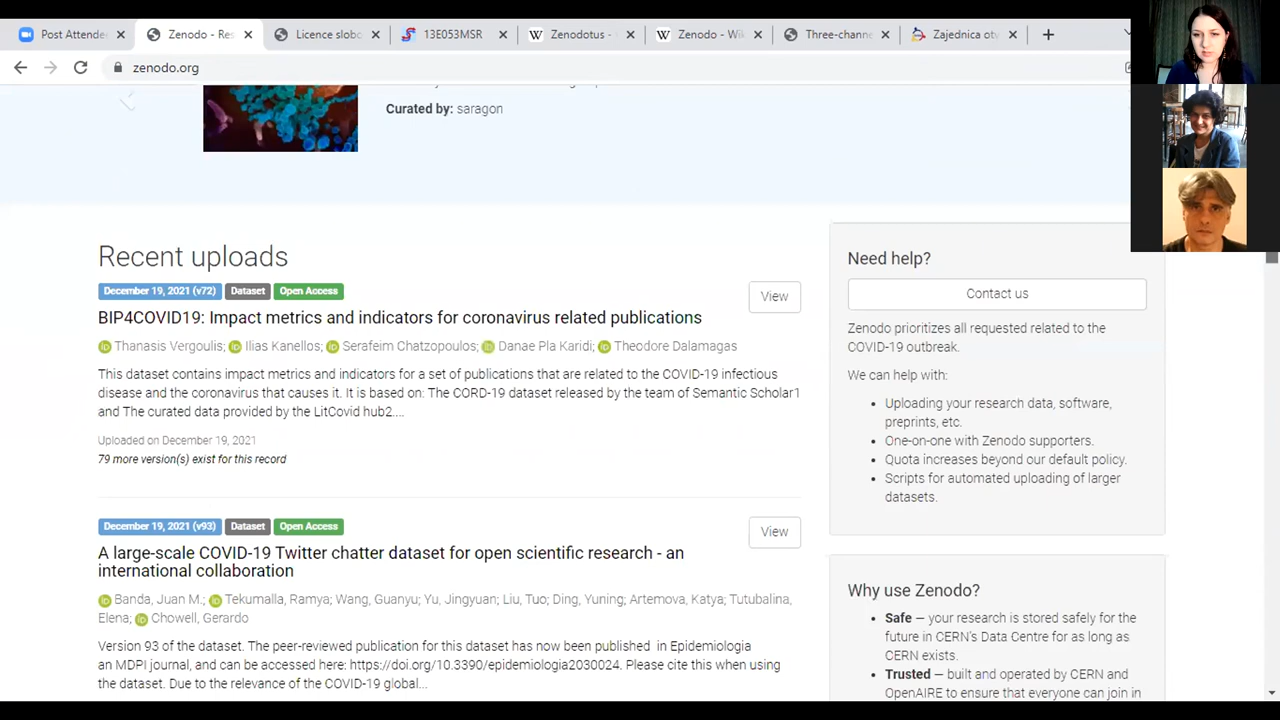 Post Attende
Zenodo - Res
Licence slobo
13E053MSR
Zenodotus -
Zenodo - Wik
Three-channe
Zajednica otv
zenodo.org
Curated by: saragon
Recent uploads
December 19, 2021 (v72) Dataset Open Access
View
BIP4COVID19: Impact metrics and indicators for coronavirus related publications
Thanasis Vergoulis; Ilias Kanellos; Serafeim Chatzopoulos; Danae Pla Karidi; Theodore Dalamagas
This dataset contains impact metrics and indicators for a set of publications that are related to the COVID-19 infectious
disease and the coronavirus that causes it. It is based on: The CORD-19 dataset released by the team of Semantic Scholar1
and The curated data provided by the LitCovid hub2....
Uploaded on December 19, 2021
79 more version(s) exist for this record
December 19, 2021 (v93) Dataset Open Access
View
A large-scale COVID-19 Twitter chatter dataset for open scientific research - an
international collaboration
Banda, Juan M.; Tekumalla, Ramya; Wang, Guanyu; Yu, Jingyuan; Liu, Tuo; Ding, Yuning; Artemova, Katya; Tutubalina,
Elena; Chowell, Gerardo
Version 93 of the dataset. The peer-reviewed publication for this dataset has now been published in Epidemiologia
an MDPI journal, and can be accessed here: https://doi.org/10.3390/epidemiologia2030024. Please cite this when using
the dataset. Due to the relevance of the COVID-19 global...
Need help?
Contact us
Zenodo prioritizes all requested related to the
COVID-19 outbreak.
We can help with:
Uploading your research data, software,
preprints, etc.
One-on-one with Zenodo supporters.
Quota increases beyond our default policy.
Scripts for automated uploading of larger
datasets.
Why use Zenodo?
Safe — your research is stored safely for the
future in CERN's Data Centre for as long as
CERN exists.
Trusted — built and operated by CERN and
OpenAIRE to ensure that everyone can join in